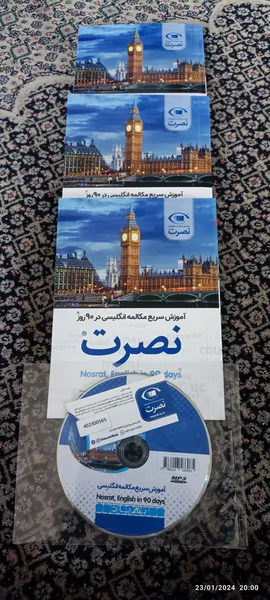 نصرت
نصرت
آموزش سریع مکالمه انگلیسی در ۹۰ روز
نصرت
آموزش سریع مکالمه انگلیسی در ۹۰ روز
نصرت
Nosrat, English in 90 days
نصرت
402300565
MP3
آموزش سریع مکالمه انگلیسی
Nosrat, English in 90 days
23/01/2024 20:00